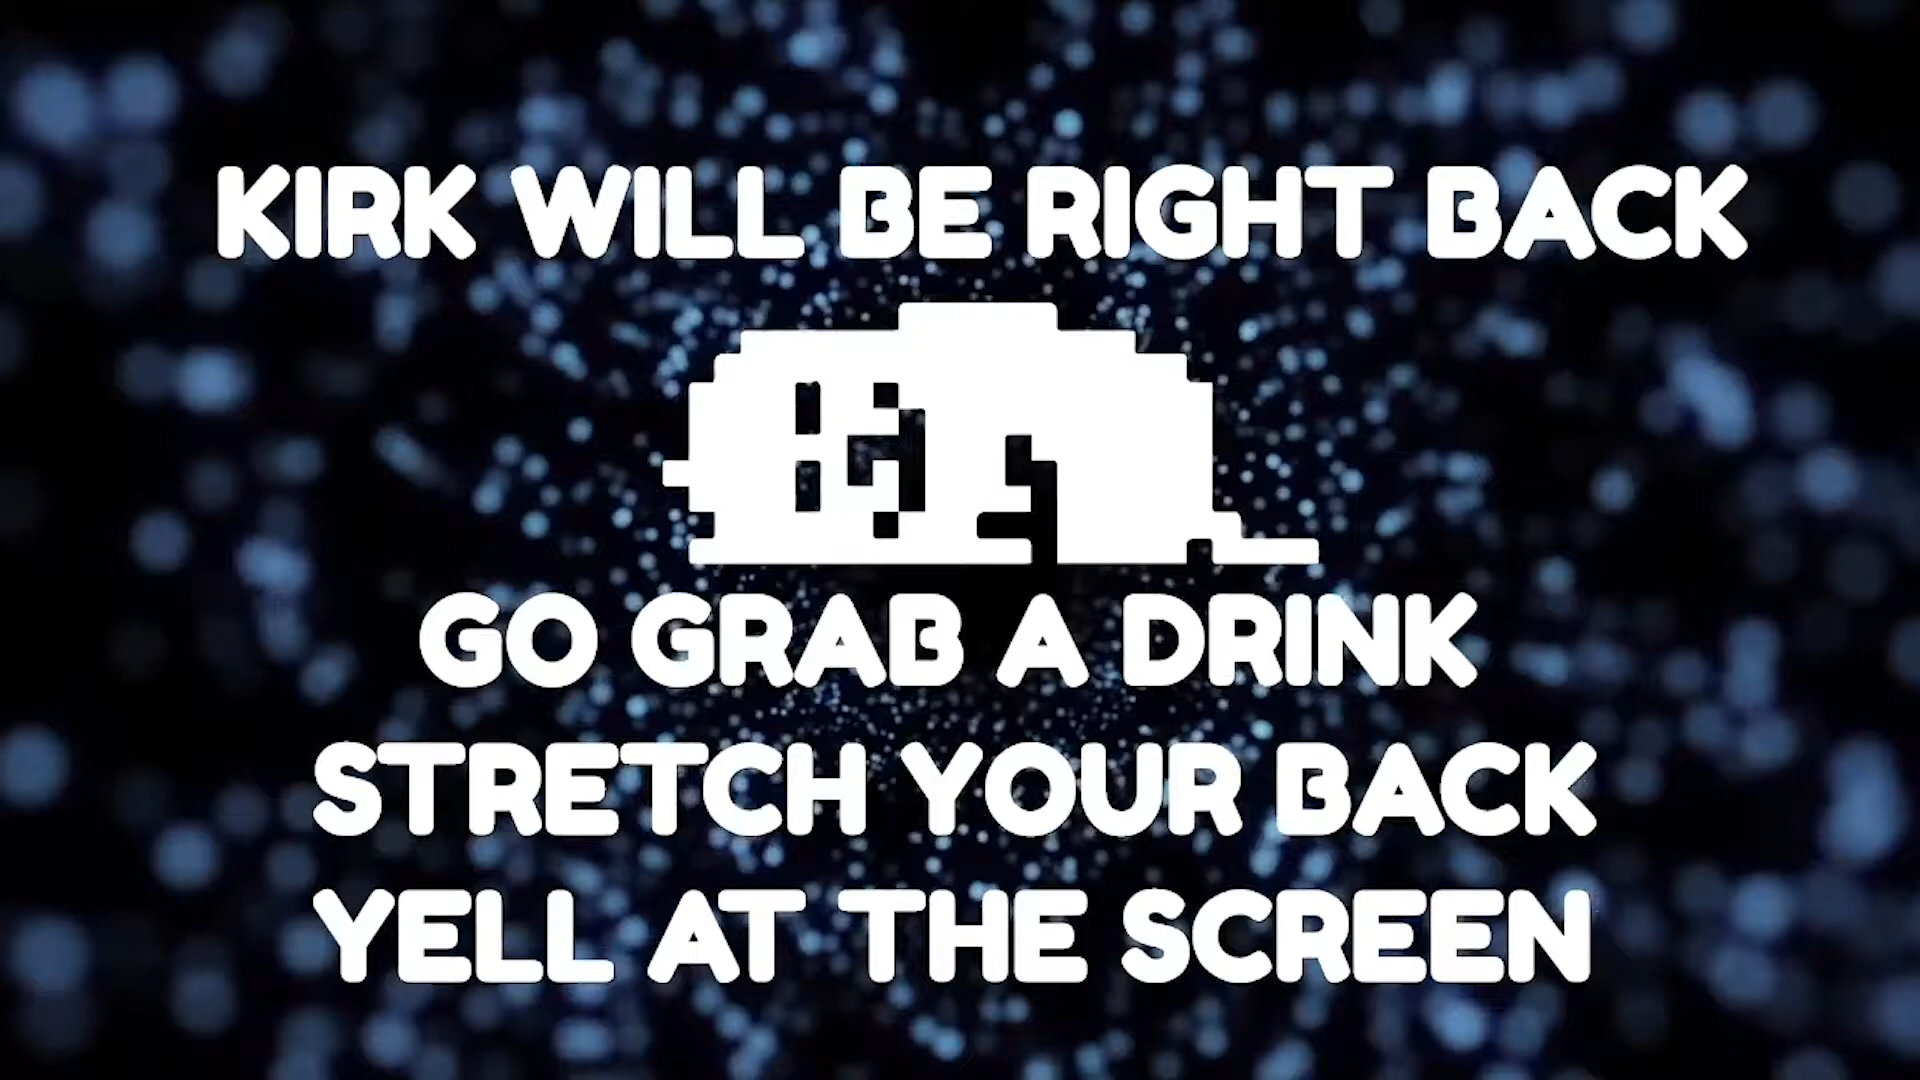 KIRK WILL BE RIGHT BACK
GO GRAB A DRINK
STRETCH YOUR BACK
YELL AT THE SCREEN